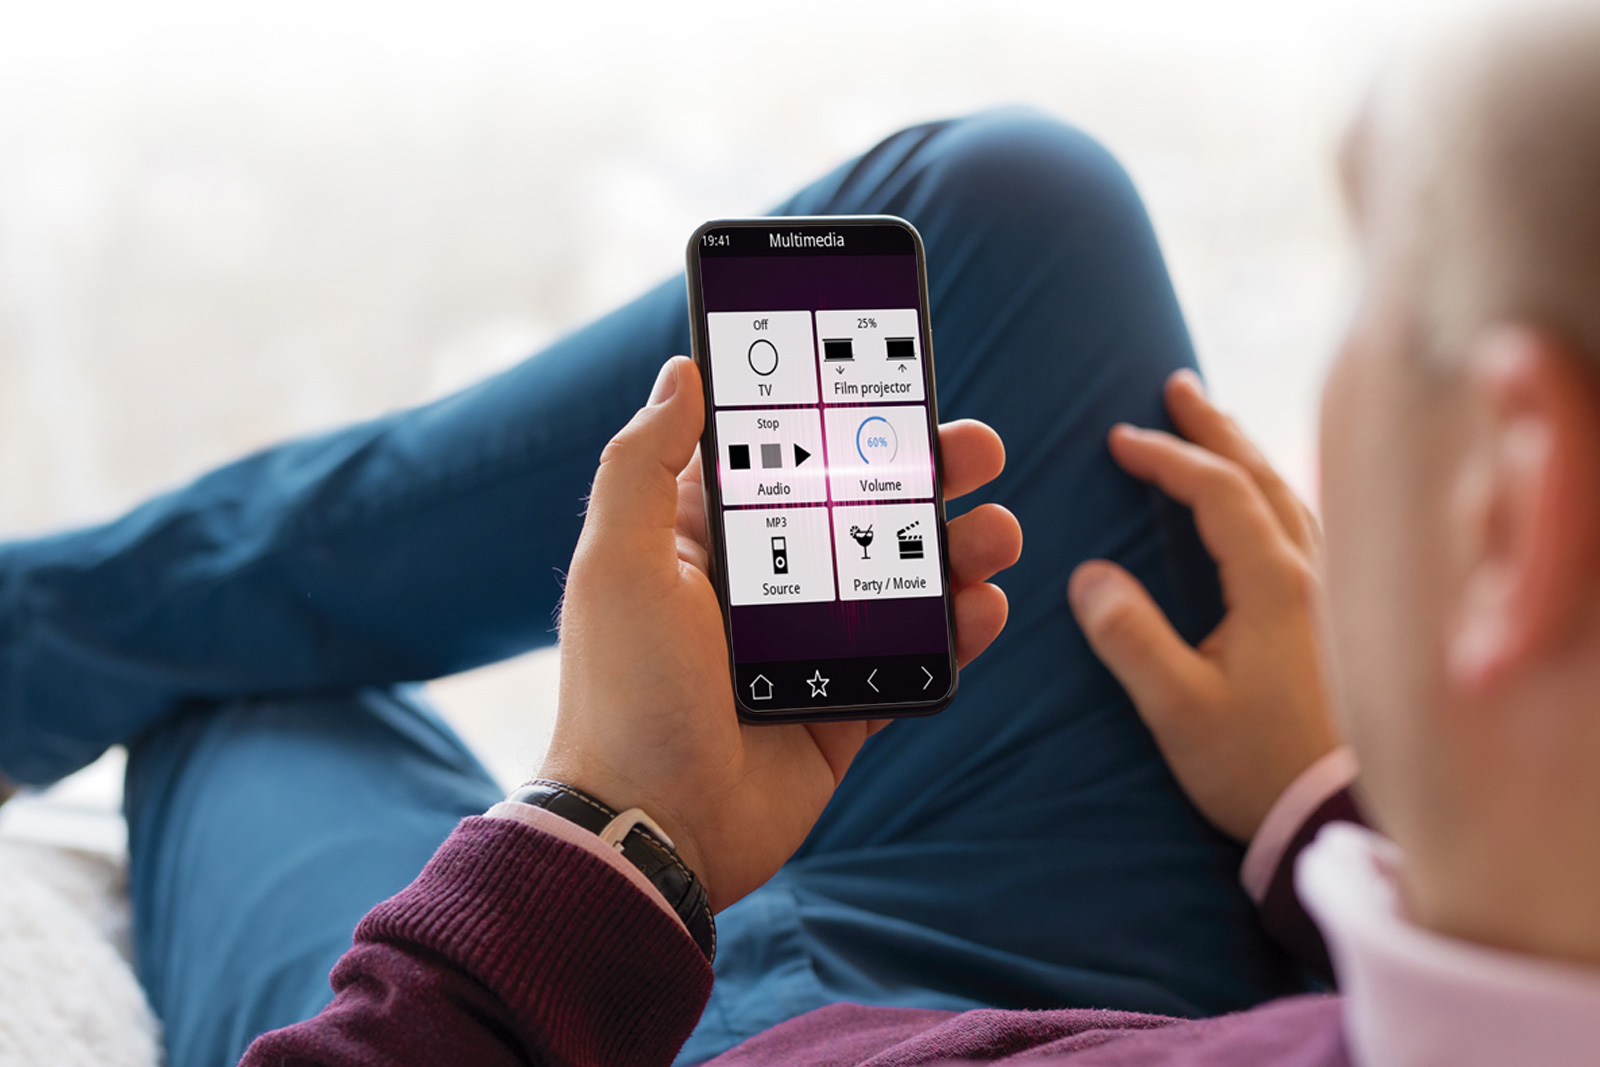 19:41 Multimedia
Off
TV
25%
Film projector
Stop
Audio
60%
Volume
MP3
Source
Party / Movie